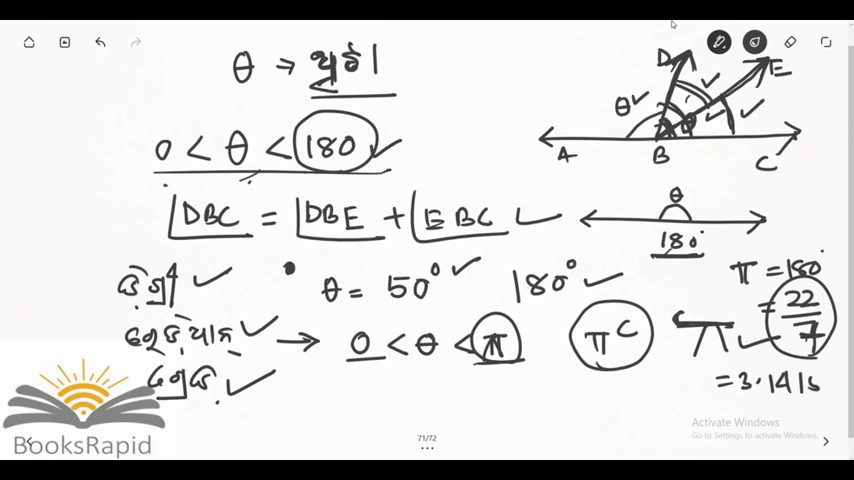 θ →
0 < θ < 180
∠DBC = ∠DBE + ∠EBC
θ = 50° 180°
→ 0 < θ < π π^C
D E
θ θ
A B C
θ
180°
π = 180°
= 22/7
π
= 3.141
BooksRapid
71/72
Activate Windows
Go to Settings to activate Windows.